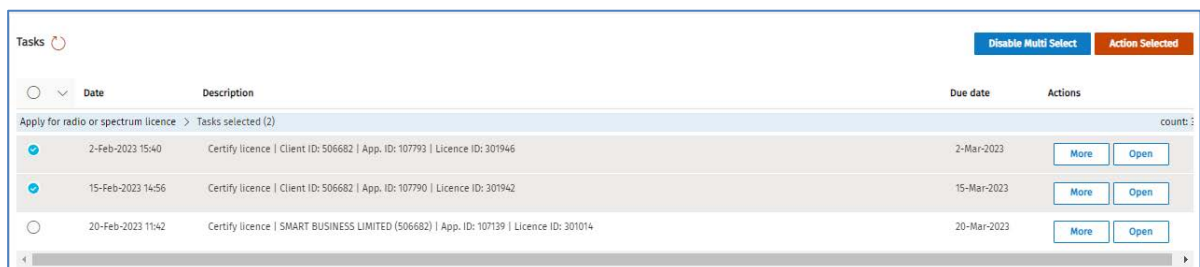 Tasks
Disable Multi Select
Action Selected
Date Description Due date Actions
Apply for radio or spectrum licence > Tasks selected (2) count:
2-Feb-2023 15:40 Certify licence | Client ID: 506682 | App. ID: 107793 | Licence ID: 301946 2-Mar-2023 More Open
15-Feb-2023 14:56 Certify licence | Client ID: 506682 | App. ID: 107790 | Licence ID: 301942 15-Mar-2023 More Open
20-Feb-2023 11:42 Certify licence | SMART BUSINESS LIMITED (506682) | App. ID: 107139 | Licence ID: 301014 20-Mar-2023 More Open